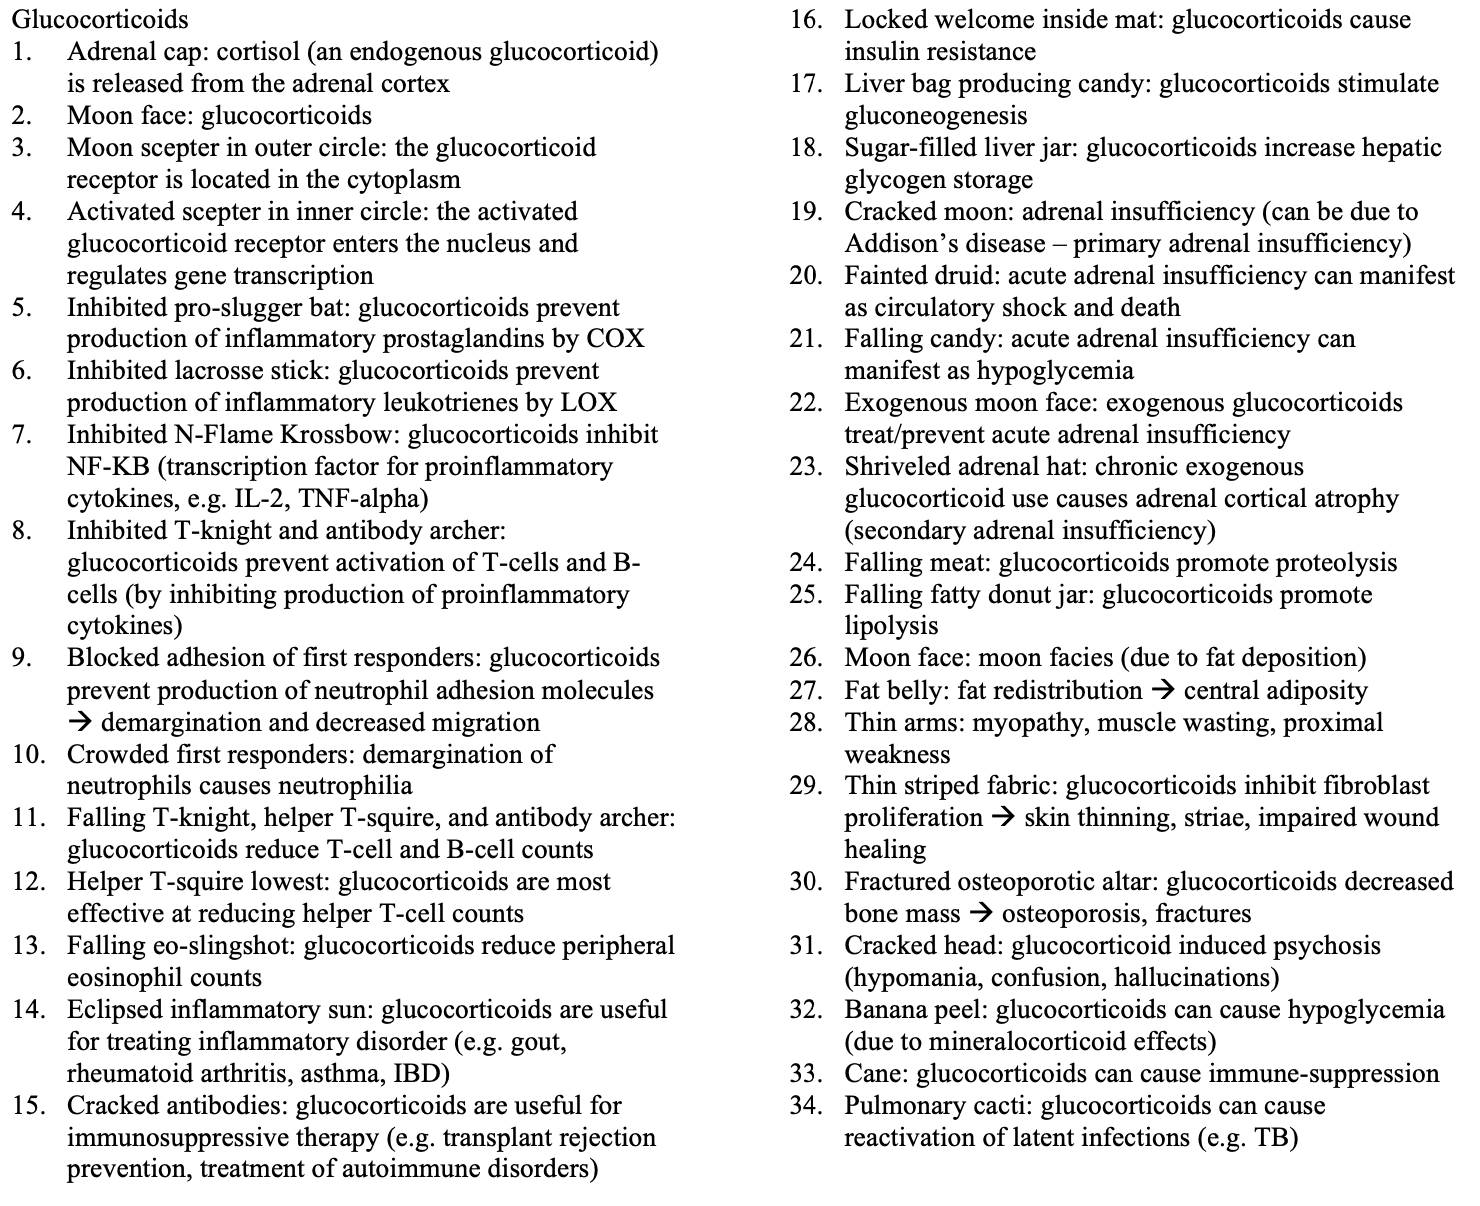 Glucocorticoids
1. Adrenal cap: cortisol (an endogenous glucocorticoid)
is released from the adrenal cortex
2. Moon face: glucocorticoids
3. Moon scepter in outer circle: the glucocorticoid
receptor is located in the cytoplasm
4. Activated scepter in inner circle: the activated
glucocorticoid receptor enters the nucleus and
regulates gene transcription
5. Inhibited pro-slugger bat: glucocorticoids prevent
production of inflammatory prostaglandins by COX
6. Inhibited lacrosse stick: glucocorticoids prevent
production of inflammatory leukotrienes by LOX
7. Inhibited N-Flame Krossbow: glucocorticoids inhibit
NF-KB (transcription factor for proinflammatory
cytokines, e.g. IL-2, TNF-alpha)
8. Inhibited T-knight and antibody archer:
glucocorticoids prevent activation of T-cells and B-
cells (by inhibiting production of proinflammatory
cytokines)
9. Blocked adhesion of first responders: glucocorticoids
prevent production of neutrophil adhesion molecules
→ demargination and decreased migration
10. Crowded first responders: demargination of
neutrophils causes neutrophilia
11. Falling T-knight, helper T-squire, and antibody archer:
glucocorticoids reduce T-cell and B-cell counts
12. Helper T-squire lowest: glucocorticoids are most
effective at reducing helper T-cell counts
13. Falling eo-slingshot: glucocorticoids reduce peripheral
eosinophil counts
14. Eclipsed inflammatory sun: glucocorticoids are useful
for treating inflammatory disorder (e.g. gout,
rheumatoid arthritis, asthma, IBD)
15. Cracked antibodies: glucocorticoids are useful for
immunosuppressive therapy (e.g. transplant rejection
prevention, treatment of autoimmune disorders)
16. Locked welcome inside mat: glucocorticoids cause
insulin resistance
17. Liver bag producing candy: glucocorticoids stimulate
gluconeogenesis
18. Sugar-filled liver jar: glucocorticoids increase hepatic
glycogen storage
19. Cracked moon: adrenal insufficiency (can be due to
Addison’s disease – primary adrenal insufficiency)
20. Fainted druid: acute adrenal insufficiency can manifest
as circulatory shock and death
21. Falling candy: acute adrenal insufficiency can
manifest as hypoglycemia
22. Exogenous moon face: exogenous glucocorticoids
treat/prevent acute adrenal insufficiency
23. Shriveled adrenal hat: chronic exogenous
glucocorticoid use causes adrenal cortical atrophy
(secondary adrenal insufficiency)
24. Falling meat: glucocorticoids promote proteolysis
25. Falling fatty donut jar: glucocorticoids promote
lipolysis
26. Moon face: moon facies (due to fat deposition)
27. Fat belly: fat redistribution → central adiposity
28. Thin arms: myopathy, muscle wasting, proximal
weakness
29. Thin striped fabric: glucocorticoids inhibit fibroblast
proliferation → skin thinning, striae, impaired wound
healing
30. Fractured osteoporotic altar: glucocorticoids decreased
bone mass → osteoporosis, fractures
31. Cracked head: glucocorticoid induced psychosis
(hypomania, confusion, hallucinations)
32. Banana peel: glucocorticoids can cause hypoglycemia
(due to mineralocorticoid effects)
33. Cane: glucocorticoids can cause immune-suppression
34. Pulmonary cacti: glucocorticoids can cause
reactivation of latent infections (e.g. TB)